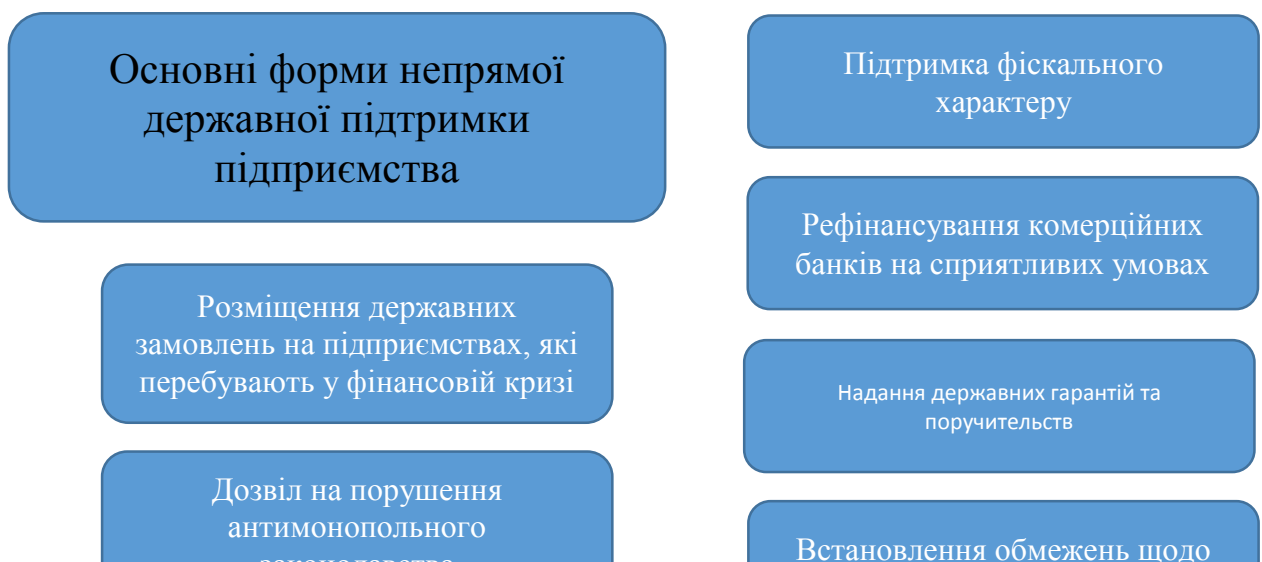 Основні форми непрямої
державної підтримки
підприємства
Розміщення державних
замовлень на підприємствах, які
перебувають у фінансовій кризі
Дозвіл на порушення
антимонопольного
законодавства
Підтримка фіскального
характеру
Рефінансування комерційних
банків на сприятливих умовах
Надання державних гарантій та
поручительств
Встановлення обмежень щодо